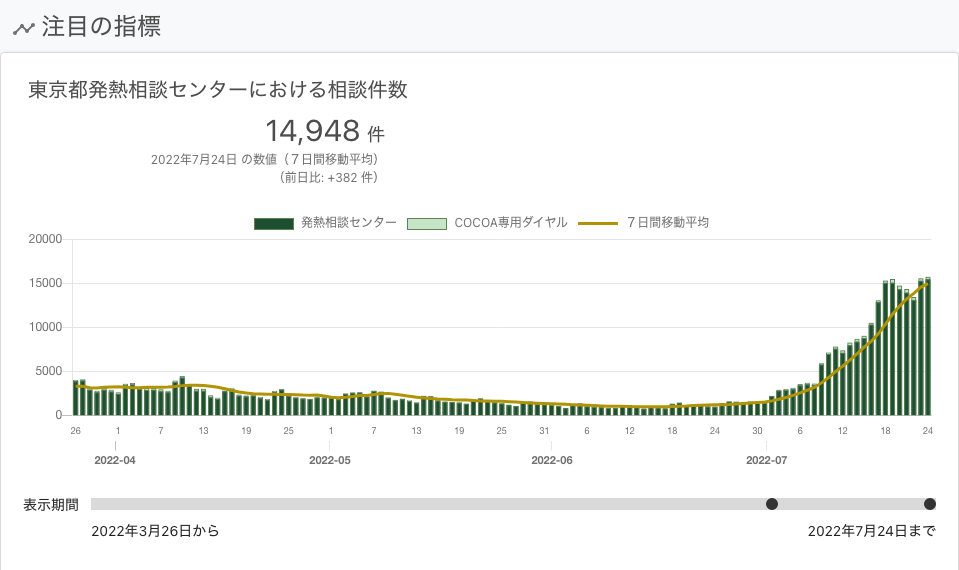 注目の指標
東京都発熱相談センターにおける相談件数
14,948 件
2022年7月24日 の数値（７日間移動平均）
（前日比: +382 件）
発熱相談センター COCOA専用ダイヤル ７日間移動平均
20000
15000
10000
5000
0
26 1 7 13 19 25 1 7 13 19 25 31 6 12 18 24 30 6 12 18 24
2022-04 2022-05 2022-06 2022-07
表示期間
2022年3月26日から 2022年7月24日まで